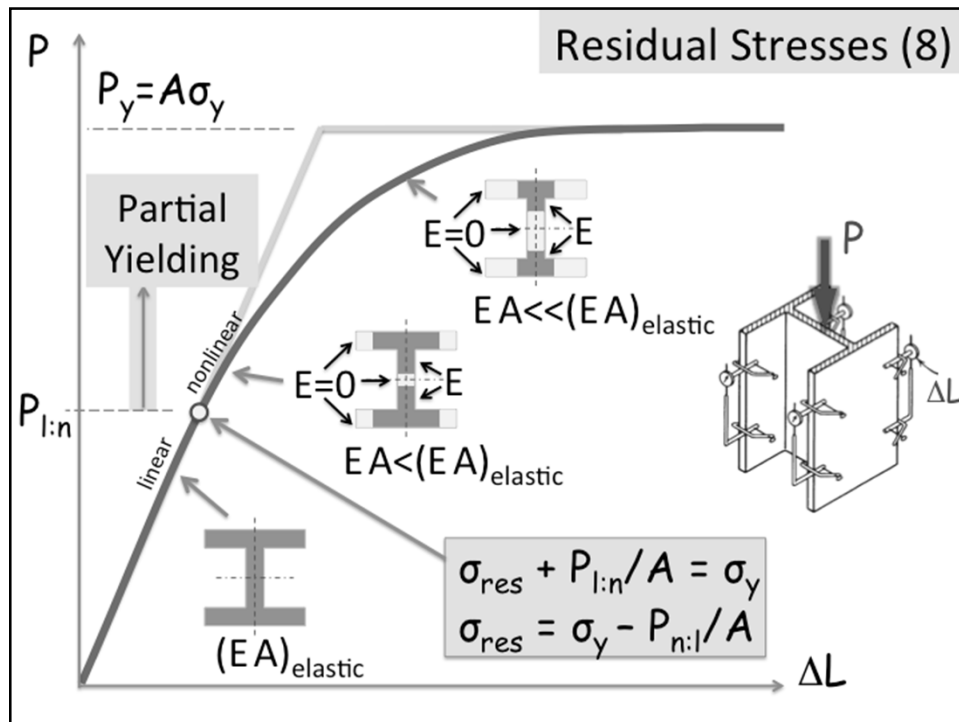 Residual Stresses (8)
P
P_y = Aσ_y
Partial
Yielding
P_l:n
linear
nonlinear
E=0
E
EA<<(EA)_elastic
E=0
E
EA<(EA)_elastic
(EA)_elastic
P
ΔL
σ_res + P_l:n/A = σ_y
σ_res = σ_y - P_n:l/A
ΔL